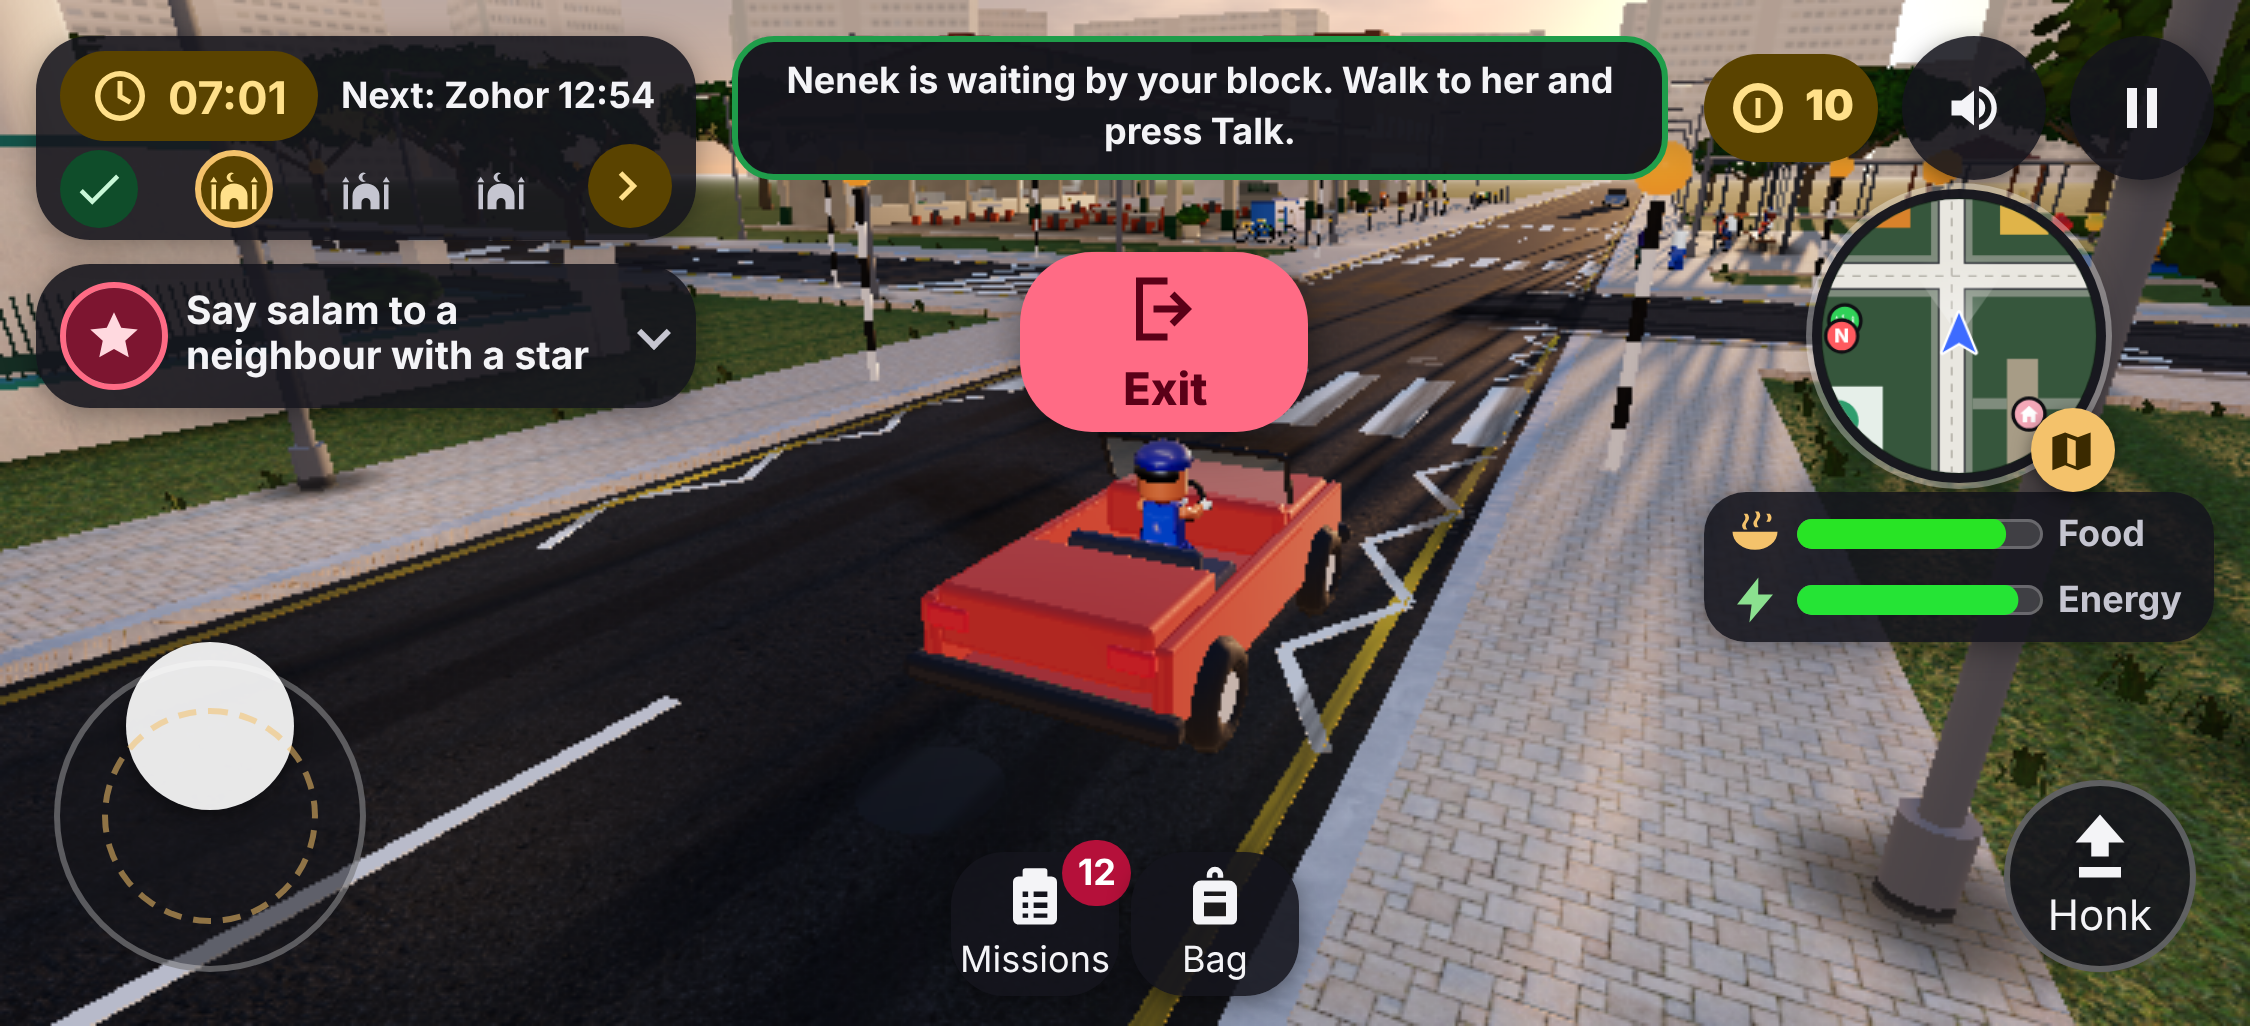 07:01
Next: Zohor 12:54
Nenek is waiting by your block. Walk to her and
press Talk.
10
Say salam to a
neighbour with a star
Exit
N
Food
Energy
12
Missions
Bag
Honk